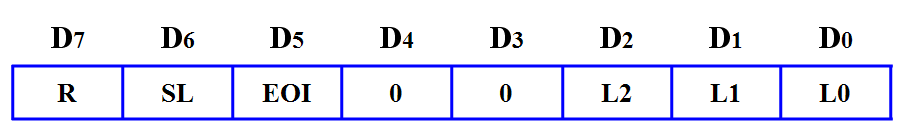 D7 D6 D5 D4 D3 D2 D1 D0
R SL EOI 0 0 L2 L1 L0